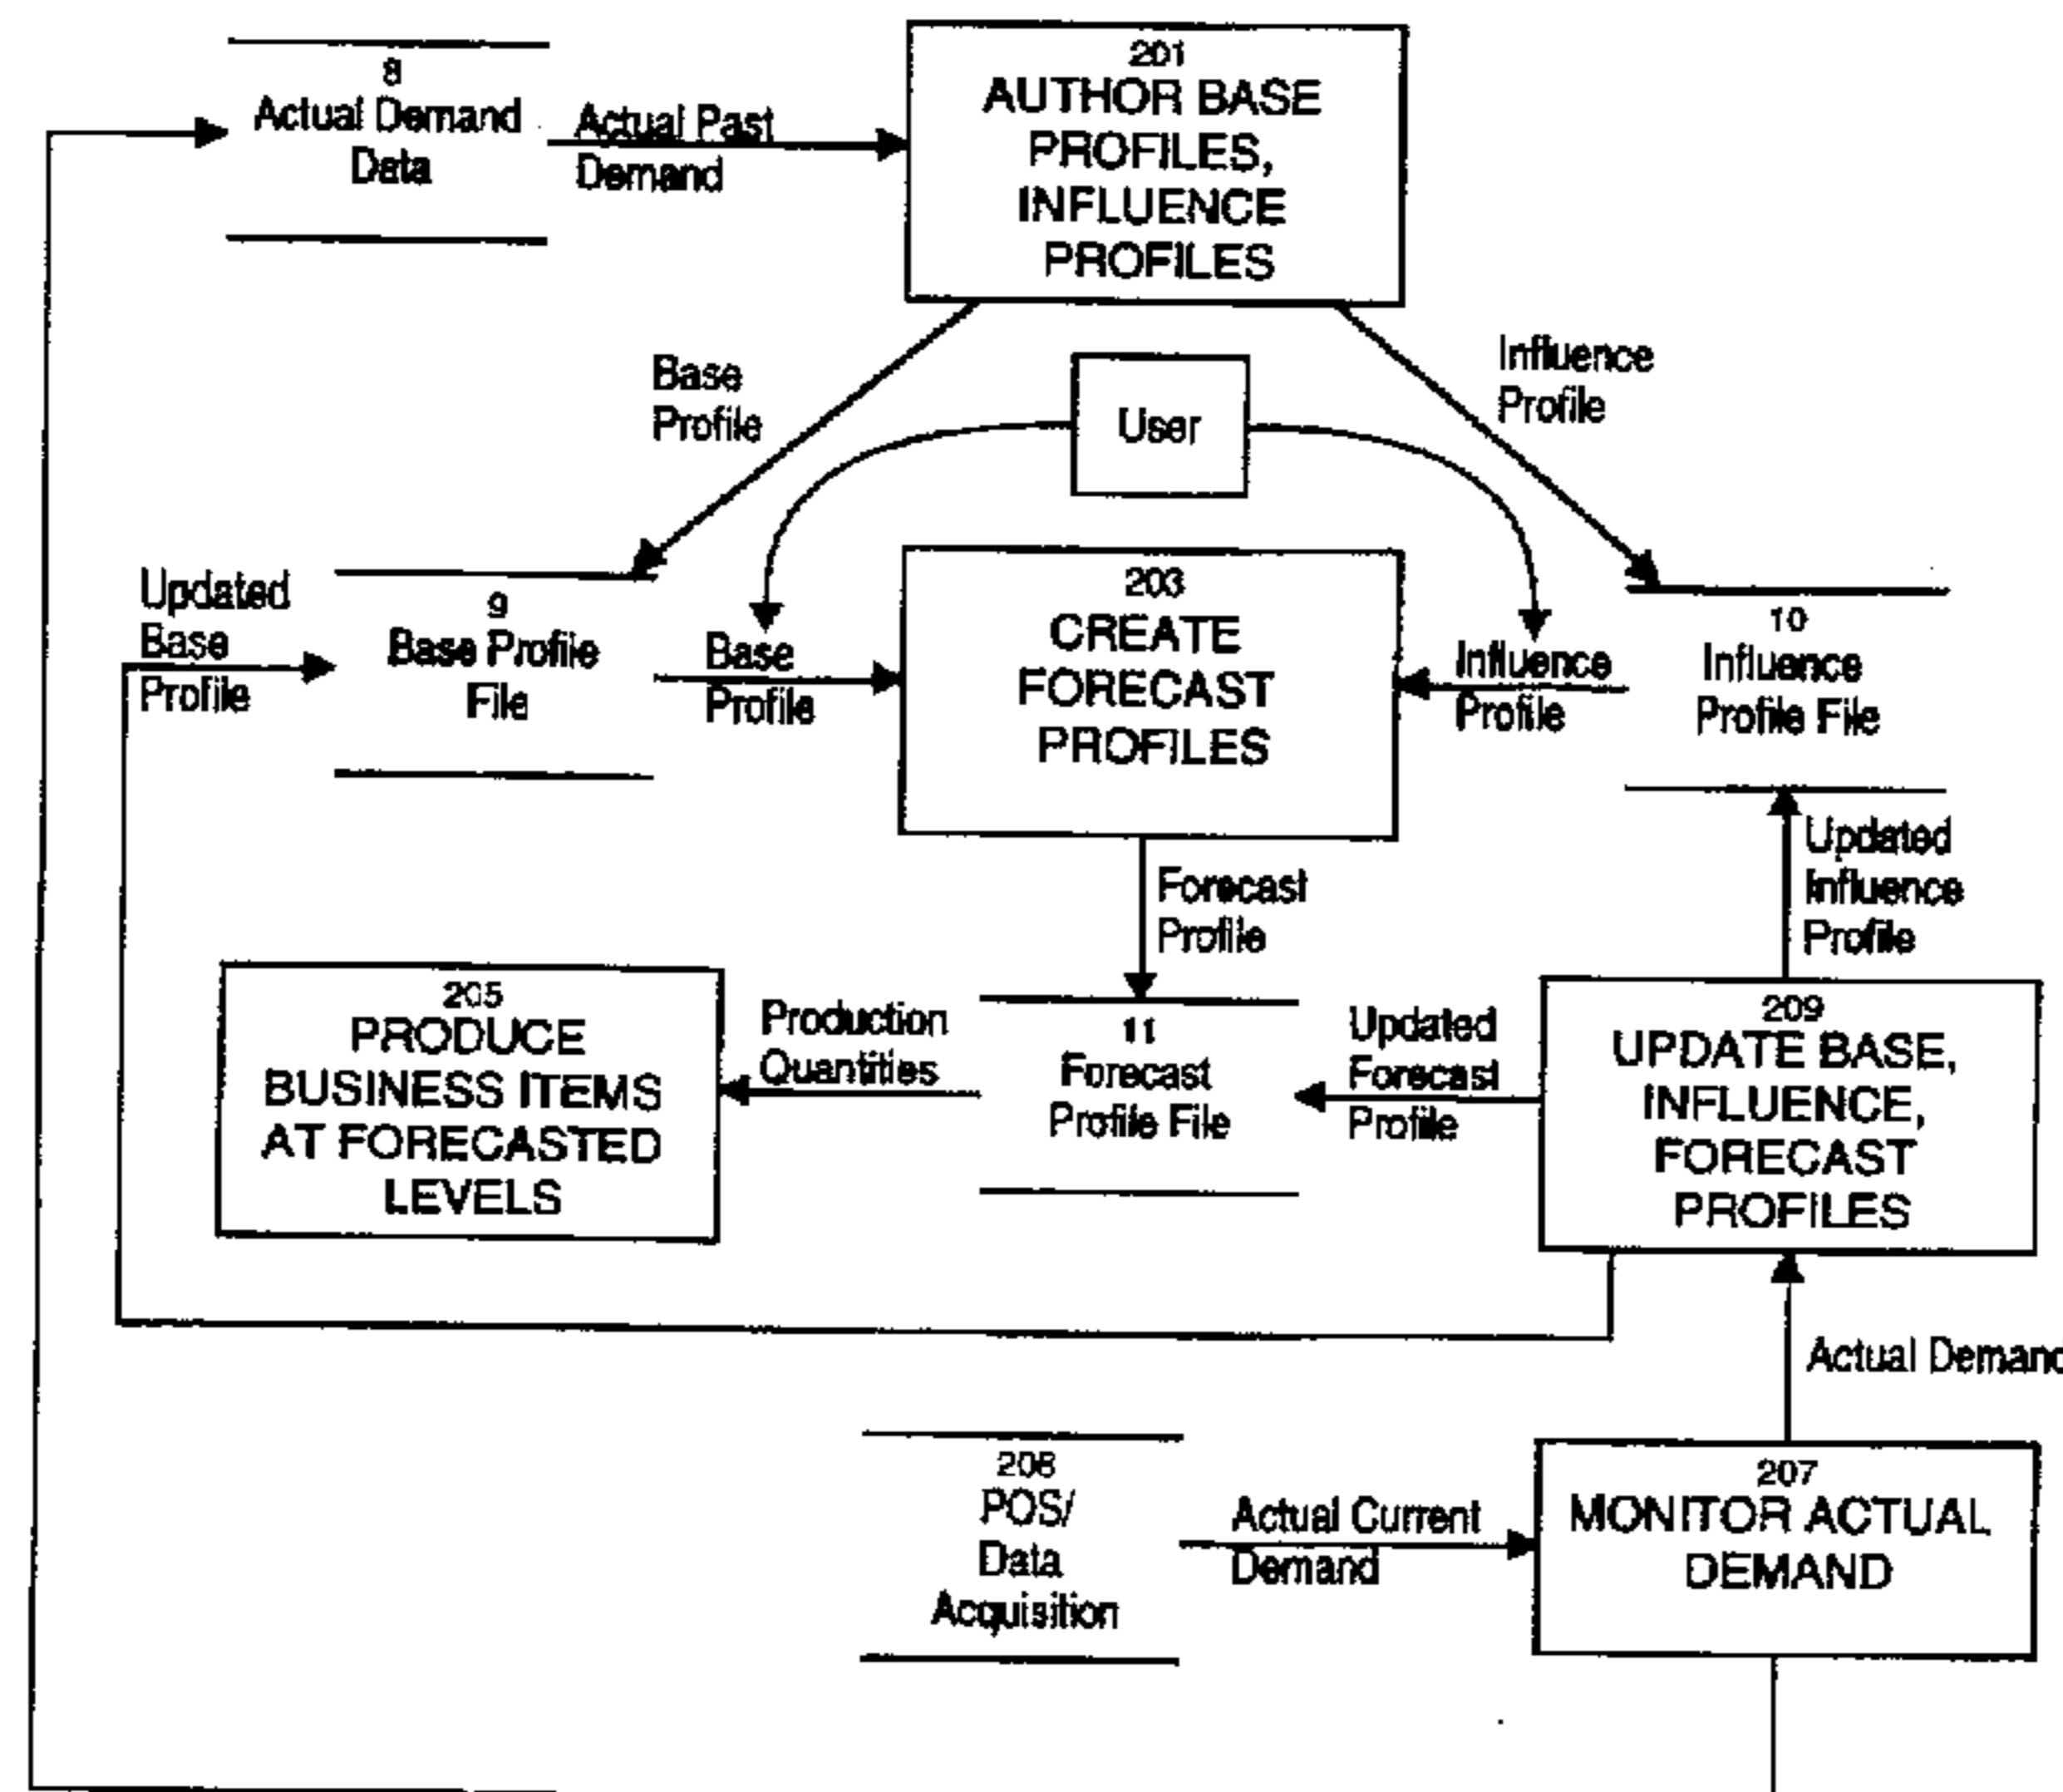 8
Actual Demand
Data
Actual Past
Demand
201
AUTHOR BASE
PROFILES,
INFLUENCE
PROFILES
Base
Profile
User
Influence
Profile
Updated
Base
Profile
9
Base Profile
File
Base
Profile
203
CREATE
FORECAST
PROFILES
Influence
Profile
10
Influence
Profile File
Forecast
Profile
Updated
Influence
Profile
205
PRODUCE
BUSINESS ITEMS
AT FORECASTED
LEVELS
Production
Quantities
11
Forecast
Profile File
Updated
Forecast
Profile
209
UPDATE BASE,
INFLUENCE,
FORECAST
PROFILES
Actual Demand
208
POS/
Data
Acquisition
Actual Current
Demand
207
MONITOR ACTUAL
DEMAND